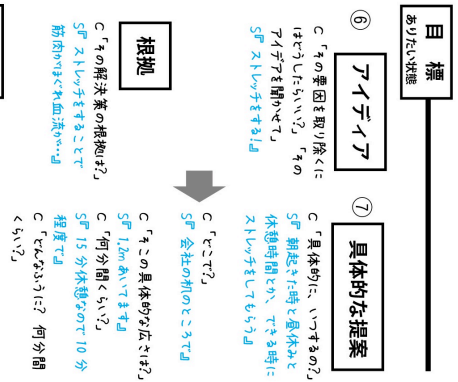 目標
ありたい状態
⑥
アイディア
C「その要因を取り除くに
はどうしたらいい?」「その
アイデアを聞かせて」
S『ストレッチをする!』
根拠
C「その解決策の根拠は?」
S『ストレッチをすることで
筋肉がほぐれ血流が…』
⑦
具体的な提案
C「具体的に、いつするの?」
S『朝起きた時と昼休みと
休憩時間とか、できる時に
ストレッチをしてもらう』
C「どこで?」
S『会社の机のところで』
C「そこの具体的な広さは?」
S『1.2mあいてます』
C「何分間くらい?」
S『15分休憩なので10分
程度で』
C「どんなふうに? 何分間
くらい?」